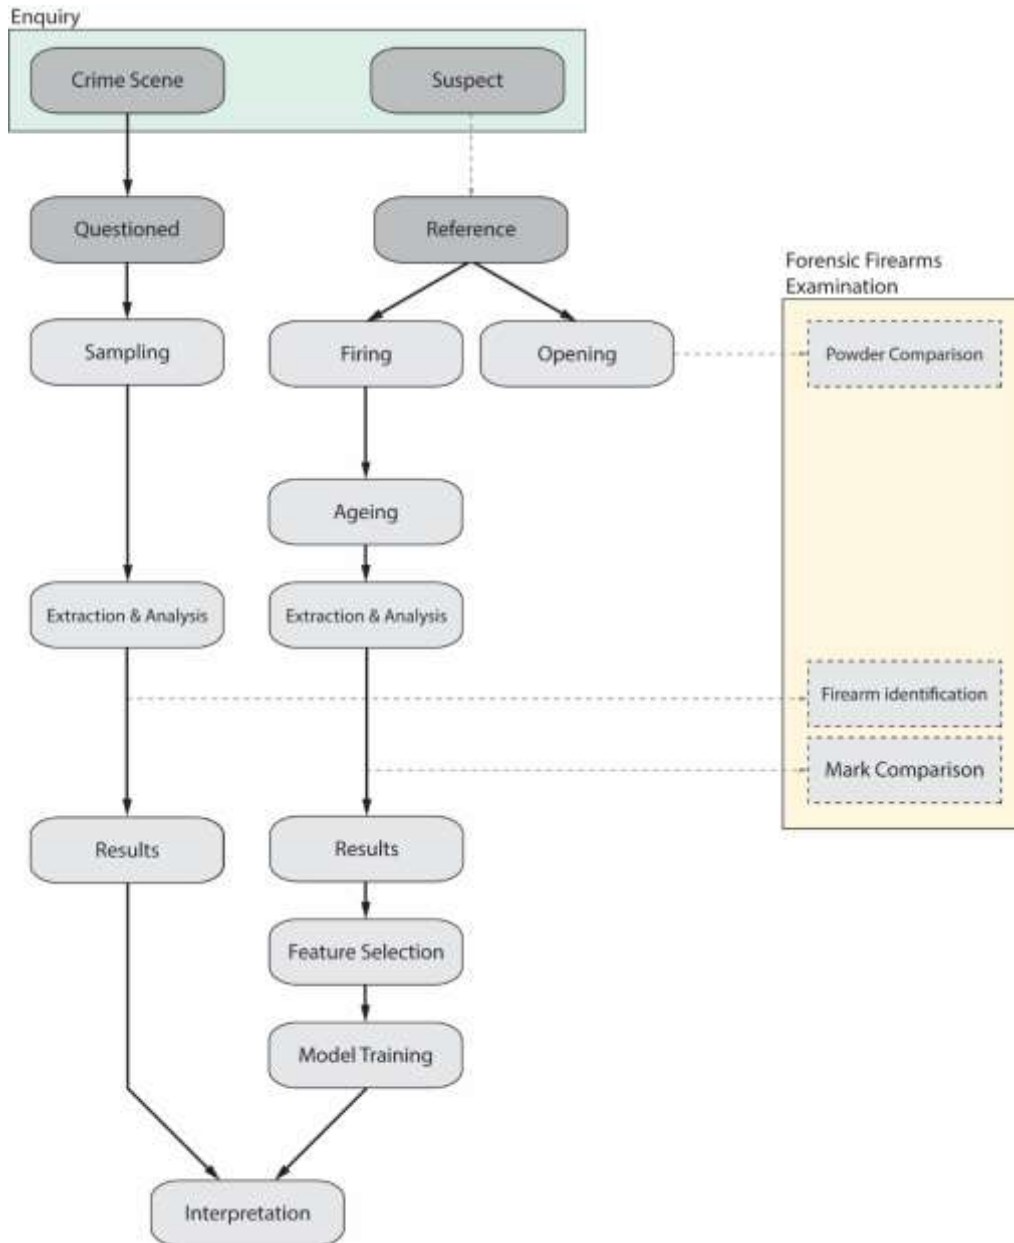 Enquiry
Crime Scene
Suspect
Questioned
Reference
Forensic Firearms
Examination
Sampling
Firing
Opening
Powder Comparison
Ageing
Extraction & Analysis
Extraction & Analysis
Firearm identification
Mark Comparison
Results
Results
Feature Selection
Model Training
Interpretation